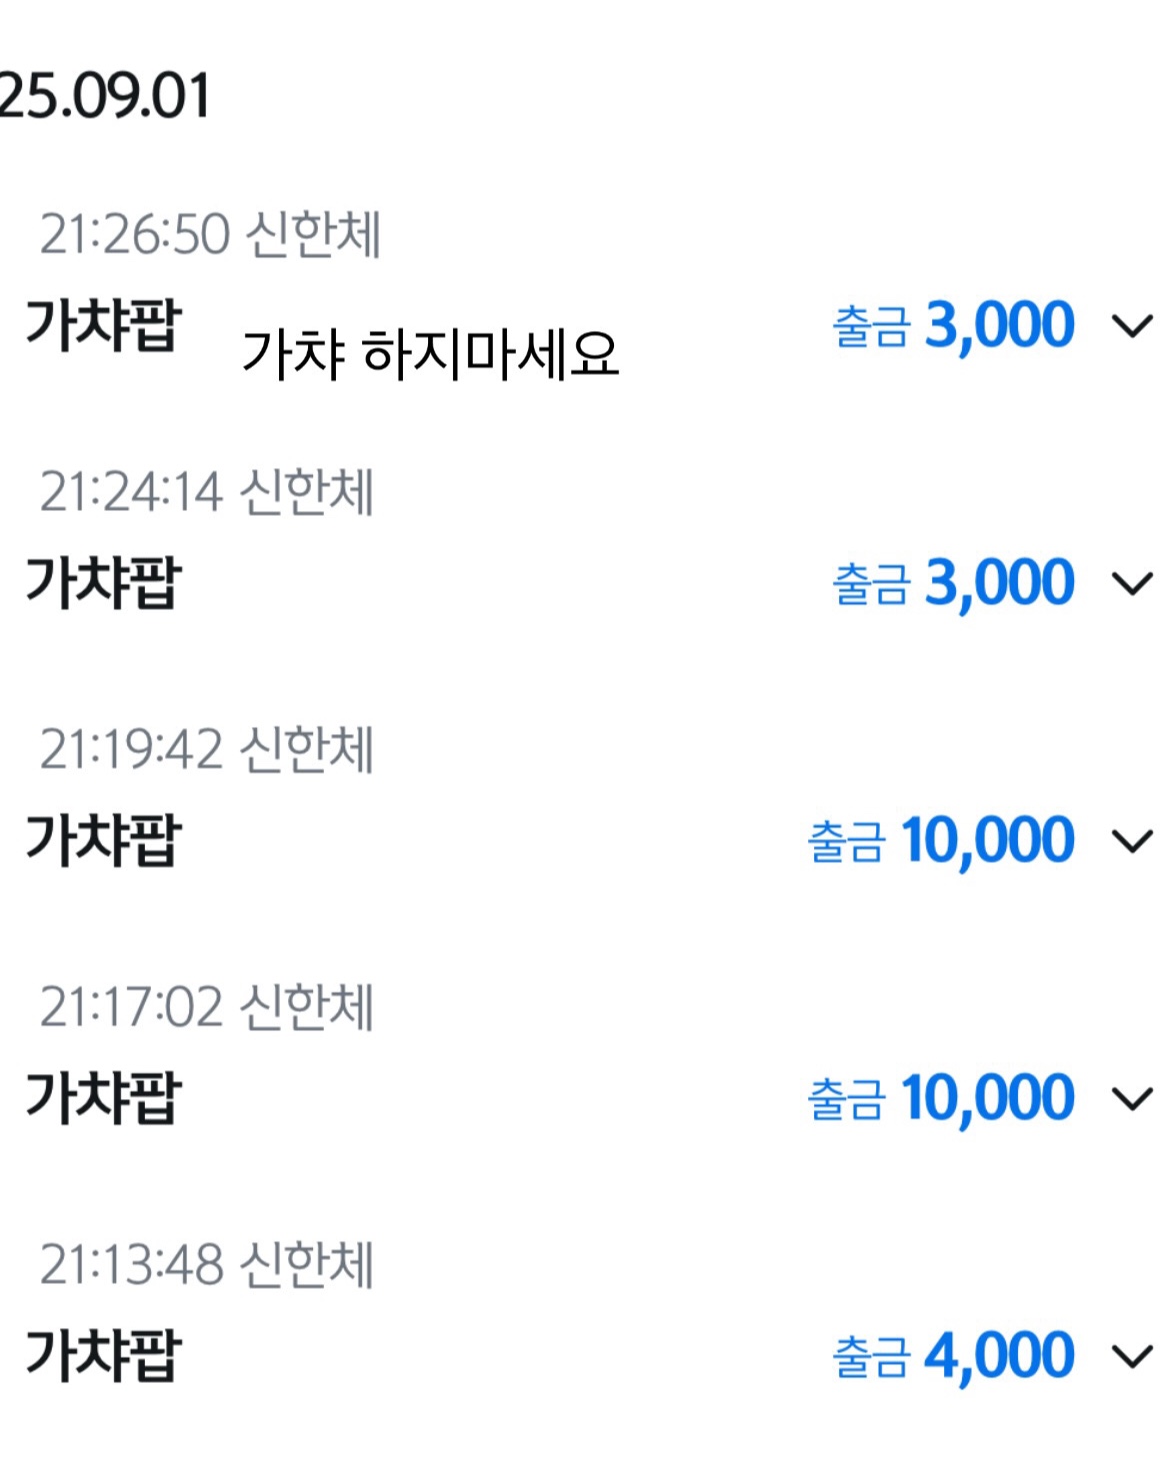 25.09.01
21:26:50 신한체
가챠팝 출금 3,000
가챠 하지마세요
21:24:14 신한체
가챠팝 출금 3,000
21:19:42 신한체
가챠팝 출금 10,000
21:17:02 신한체
가챠팝 출금 10,000
21:13:48 신한체
가챠팝 출금 4,000